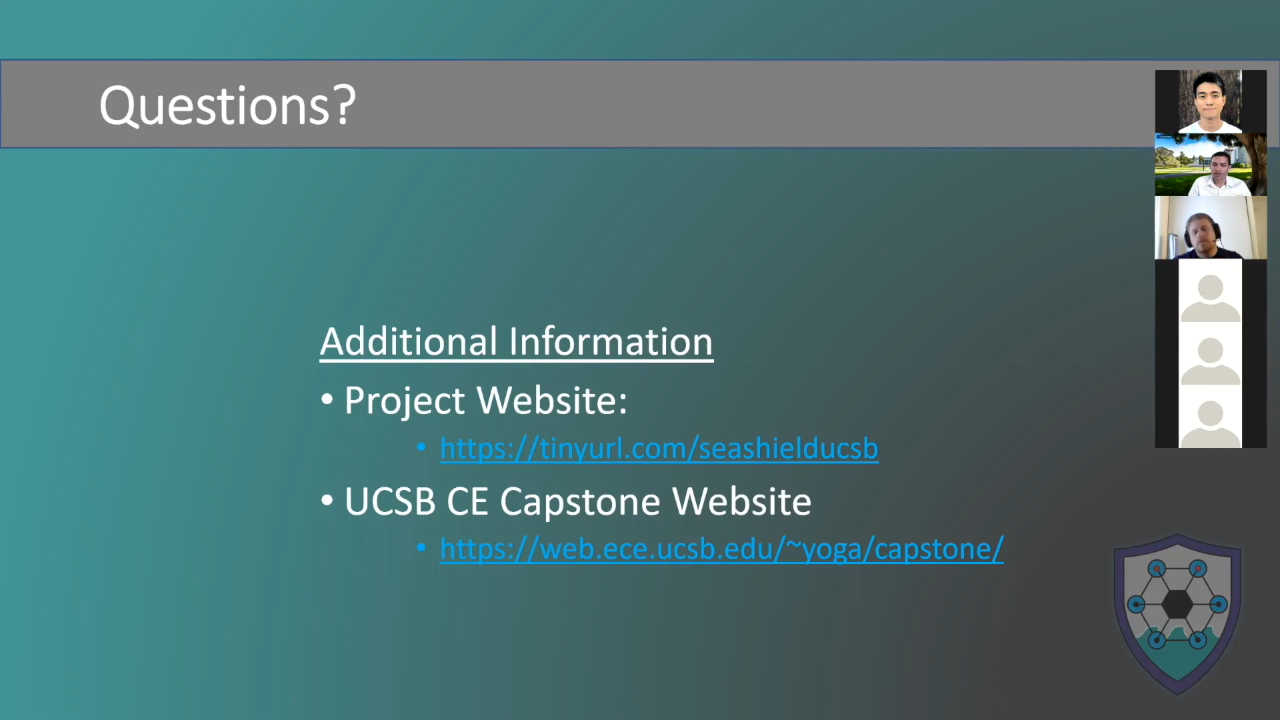 Questions?
Additional Information
• Project Website:
• https://tinyurl.com/seashielducsb
• UCSB CE Capstone Website
• https://web.ece.ucsb.edu/~yoga/capstone/